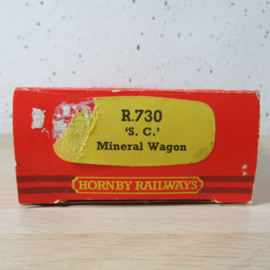 R.730
'S. C.'
Mineral Wagon
HORNBY RAILWAYS